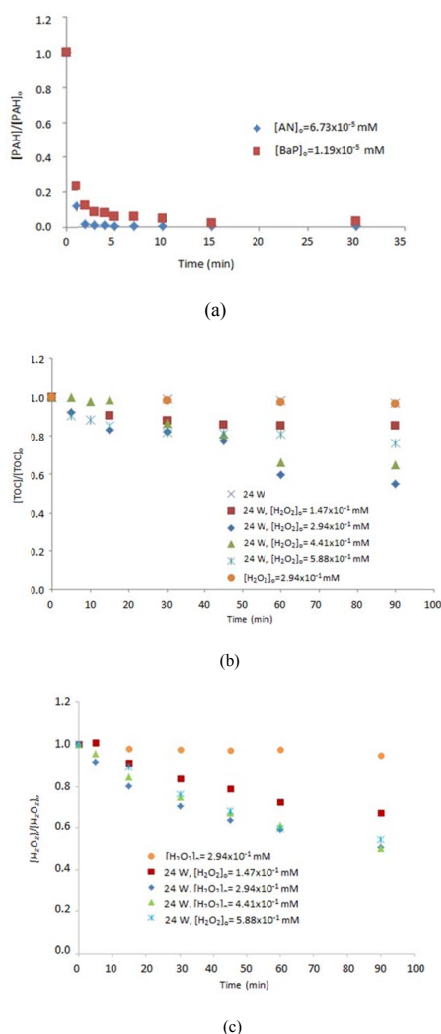 1.0
0.8
0.6
0.4
0.2
0.0
[PAH]/[PAH]ₒ
[AN]ₒ=6.73x10⁻⁵ mM
[BaP]ₒ=1.19x10⁻⁵ mM
0 5 10 15 20 25 30 35
Time (min)
(a)
1.2
1.0
0.8
0.6
0.4
0.2
0.0
[TOC]/[TOC]ₒ
24 W
24 W, [H₂O₂]ₒ= 1.47x10⁻¹ mM
24 W, [H₂O₂]ₒ= 2.94x10⁻¹ mM
24 W, [H₂O₂]ₒ= 4.41x10⁻¹ mM
24 W, [H₂O₂]ₒ= 5.88x10⁻¹ mM
[H₂O₂]ₒ=2.94x10⁻¹ mM
0 10 20 30 40 50 60 70 80 90 100
Time (min)
(b)
1.2
1.0
0.8
0.6
0.4
0.2
0.0
[H₂O₂]/[H₂O₂]ₒ
[H₂O₂]ₒ= 2.94x10⁻¹ mM
24 W, [H₂O₂]ₒ= 1.47x10⁻¹ mM
24 W, [H₂O₂]ₒ= 2.94x10⁻¹ mM
24 W, [H₂O₂]ₒ= 4.41x10⁻¹ mM
24 W, [H₂O₂]ₒ= 5.88x10⁻¹ mM
0 10 20 30 40 50 60 70 80 90 100
Time (min)
(c)